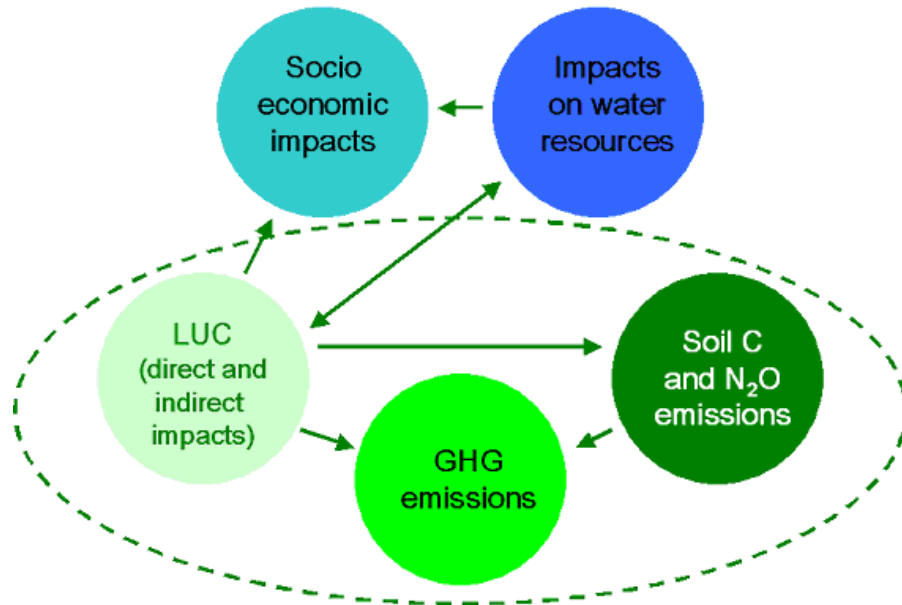 Socio
economic
impacts
Impacts
on water
resources
LUC
(direct and
indirect
impacts)
Soil C
and N₂O
emissions
GHG
emissions